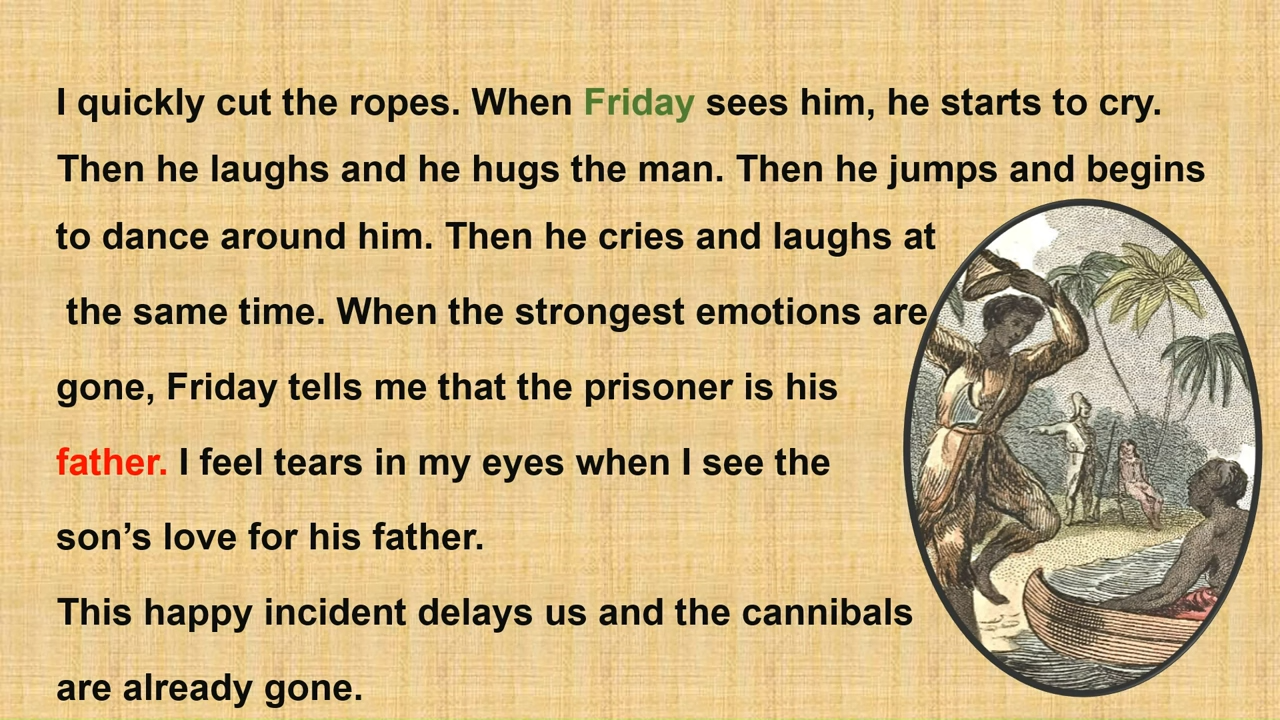 I quickly cut the ropes. When Friday sees him, he starts to cry.
Then he laughs and he hugs the man. Then he jumps and begins
to dance around him. Then he cries and laughs at
the same time. When the strongest emotions are
gone, Friday tells me that the prisoner is his
father. I feel tears in my eyes when I see the
son’s love for his father.
This happy incident delays us and the cannibals
are already gone.